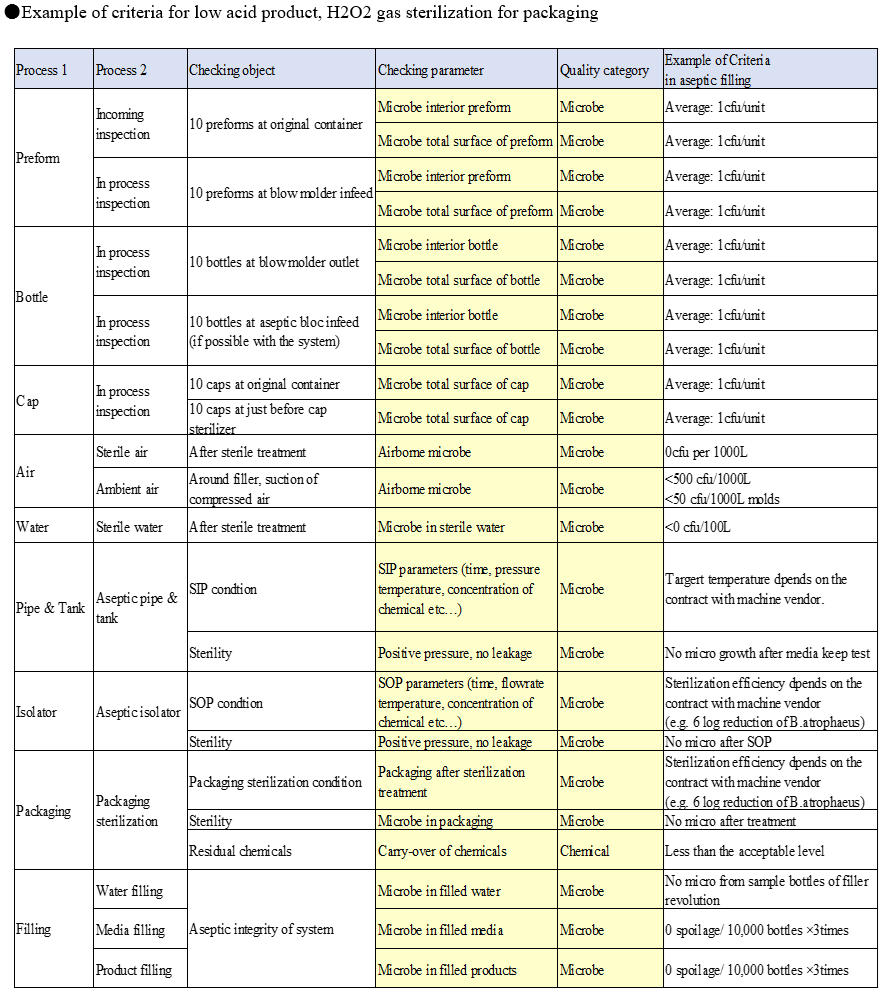 ●Example of criteria for low acid product, H2O2 gas sterilization for packaging
Process 1 Process 2 Checking object Checking parameter Quality category Example of Criteria
in aseptic filling
Preform
Incoming
inspection
10 preforms at original container
Microbe interior preform Microbe Average: 1cfu/unit
Microbe total surface of preform Microbe Average: 1cfu/unit
In process
inspection
10 preforms at blow molder infeed
Microbe interior preform Microbe Average: 1cfu/unit
Microbe total surface of preform Microbe Average: 1cfu/unit
Bottle
In process
inspection
10 bottles at blowmolder outlet
Microbe interior bottle Microbe Average: 1cfu/unit
Microbe total surface of bottle Microbe Average: 1cfu/unit
In process
inspection
10 bottles at aseptic bloc infeed
(if possible with the system)
Microbe interior bottle Microbe Average: 1cfu/unit
Microbe total surface of bottle Microbe Average: 1cfu/unit
Cap
In process
inspection
10 caps at original container Microbe total surface of cap Microbe Average: 1cfu/unit
10 caps at just before cap
sterilizer
Microbe total surface of cap Microbe Average: 1cfu/unit
Air
Sterile air After sterile treatment Airborne microbe Microbe 0cfu per 1000L
Ambient air
Around filler, suction of
compressed air
Airborne microbe Microbe
<500 cfu/1000L
<50 cfu/1000L molds
Water Sterile water After sterile treatment Microbe in sterile water Microbe <0 cfu/100L
Pipe & Tank
Aseptic pipe &
tank
SIP condtion
SIP parameters (time, pressure
temperature, concentration of
chemical etc…)
Microbe
Targert temperature dpends on the
contract with machine vendor.
Sterility Positive pressure, no leakage Microbe No micro growth after media keep test
Isolator
Aseptic isolator
SOP condtion
SOP parameters (time, flowrate
temperature, concentration of
chemical etc…)
Microbe
Sterilization efficiency dpends on the
contract with machine vendor
(e.g. 6 log reduction of B.atrophaeus)
Sterility Positive pressure, no leakage Microbe No micro after SOP
Packaging
Packaging
sterilization
Packaging sterilization condition
Packaging after sterilization
treatment
Microbe
Sterilization efficiency dpends on the
contract with machine vendor
(e.g. 6 log reduction of B.atrophaeus)
Sterility Microbe in packaging Microbe No micro after treatment
Residual chemicals Carry-over of chemicals Chemical Less than the acceptable level
Filling
Water filling
Aseptic integrity of system
Microbe in filled water Microbe
No micro from sample bottles of filler
revolution
Media filling Microbe in filled media Microbe 0 spoilage/ 10,000 bottles ×3times
Product filling Microbe in filled products Microbe 0 spoilage/ 10,000 bottles ×3times